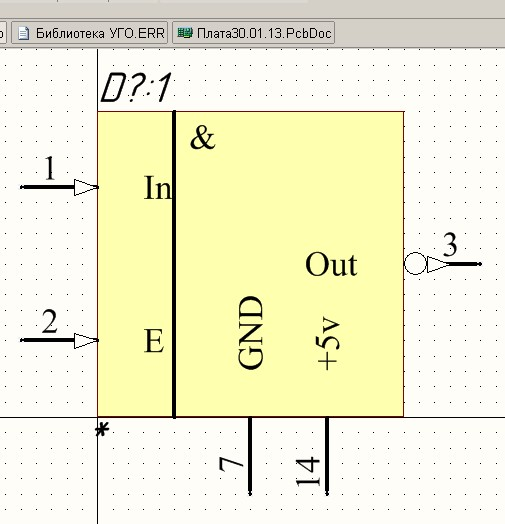 Библиотека УГО.ERR
Плата30.01.13.PcbDoc
D?:1
&
1
In
3
Out
2
E
GND
+5v
*
7
14